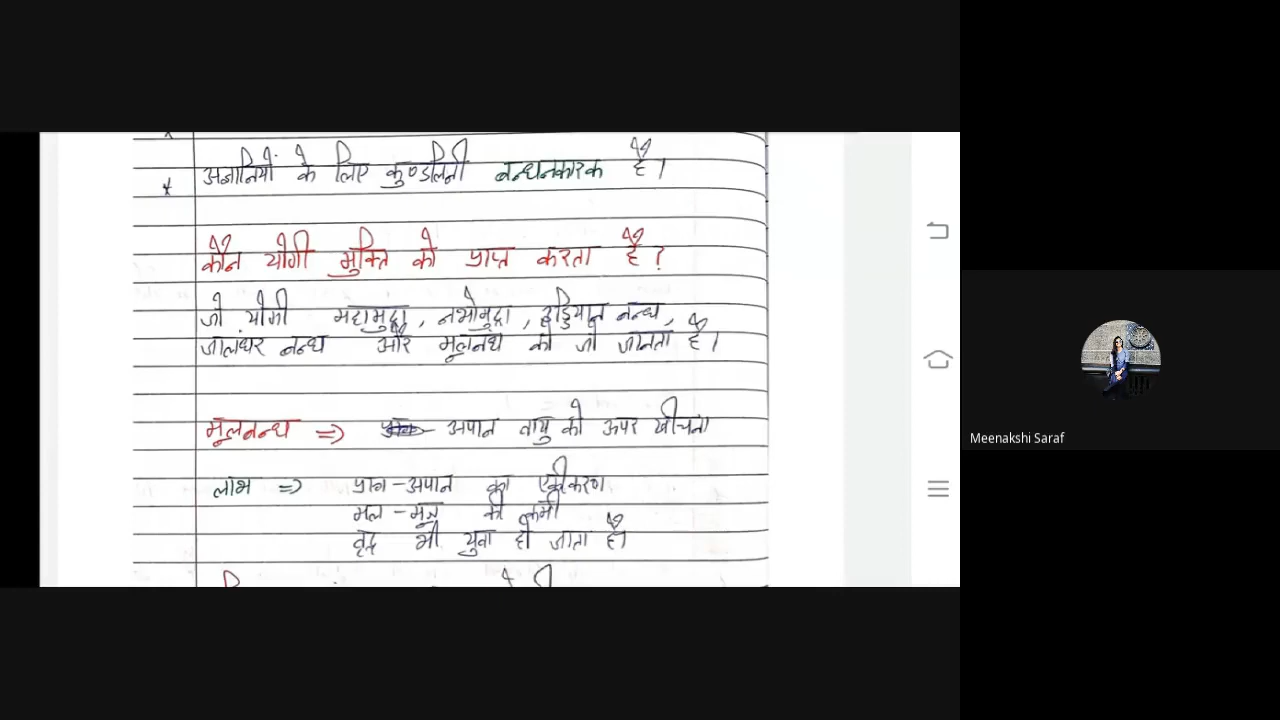 अज्ञानियों के लिए कुण्डलिनी बन्धनकारक है।
*
कौन योगी मुक्ति को प्राप्त करता है?
जो योगी महामुद्रा, नभोमुद्रा, उड्डियान बन्ध,
जालंधर बन्ध और मूलबन्ध को जो जानता है।
मूलबन्ध => अपान वायु को ऊपर खींचना
लाभ => प्राण-अपान का एकीकरण
मल-मूत्र की कमी
वृद्ध भी युवा हो जाता है।
Meenakshi Saraf